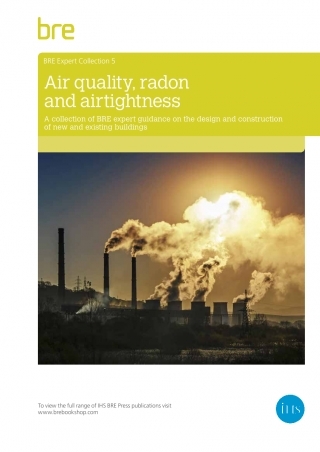 bre
BRE Expert Collection 5
Air quality, radon
and airtightness
A collection of BRE expert guidance on the design and construction
of new and existing buildings
To view the full range of IHS BRE Press publications visit
www.brebookshop.com
IHS